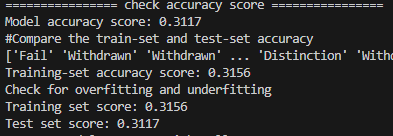 ================ check accuracy score ================
Model accuracy score: 0.3117
#Compare the train-set and test-set accuracy
['Fail' 'Withdrawn' 'Withdrawn' ... 'Distinction' 'Withd
Training-set accuracy score: 0.3156
Check for overfitting and underfitting
Training set score: 0.3156
Test set score: 0.3117